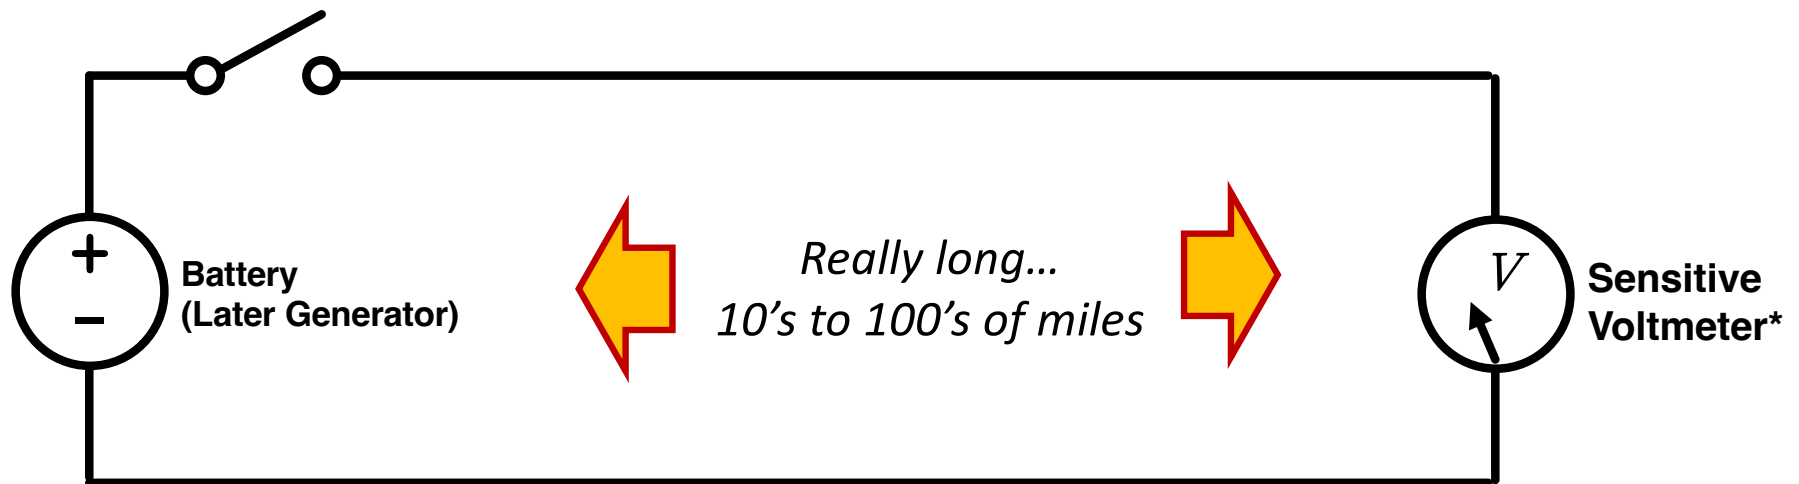 +
−
Battery
(Later Generator)
Really long…
10’s to 100’s of miles
V
Sensitive
Voltmeter*